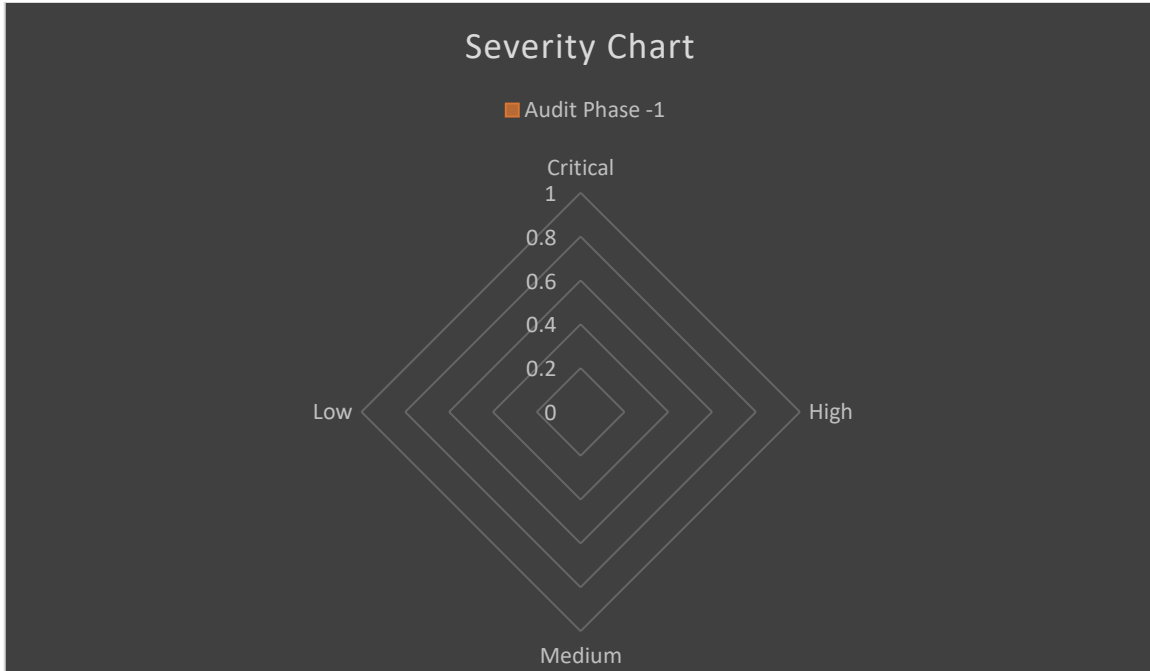 Severity Chart
Audit Phase -1
Critical
1
0.8
0.6
0.4
0.2
Low 0 High
Medium